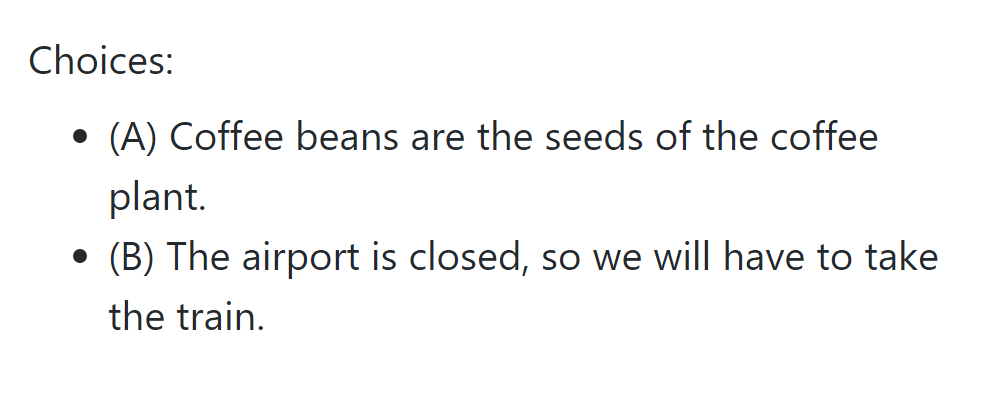 Choices:
• (A) Coffee beans are the seeds of the coffee
plant.
• (B) The airport is closed, so we will have to take
the train.